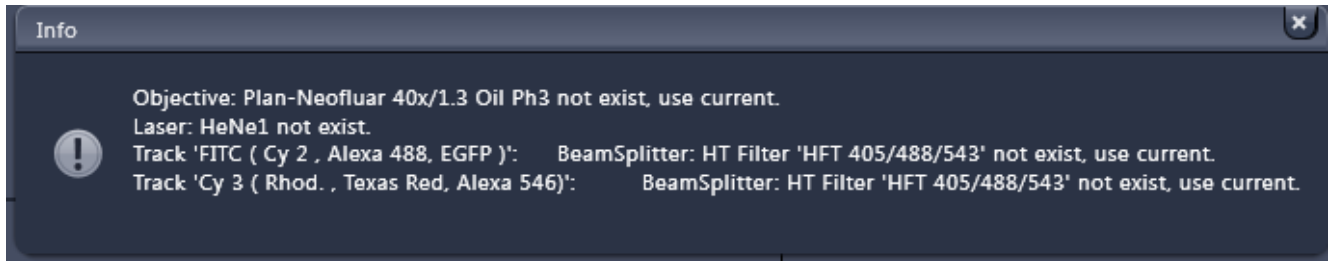 Info
Objective: Plan-Neofluar 40x/1.3 Oil Ph3 not exist, use current.
Laser: HeNe1 not exist.
Track 'FITC ( Cy 2 , Alexa 488, EGFP )': BeamSplitter: HT Filter 'HFT 405/488/543' not exist, use current.
Track 'Cy 3 ( Rhod. , Texas Red, Alexa 546)': BeamSplitter: HT Filter 'HFT 405/488/543' not exist, use current.